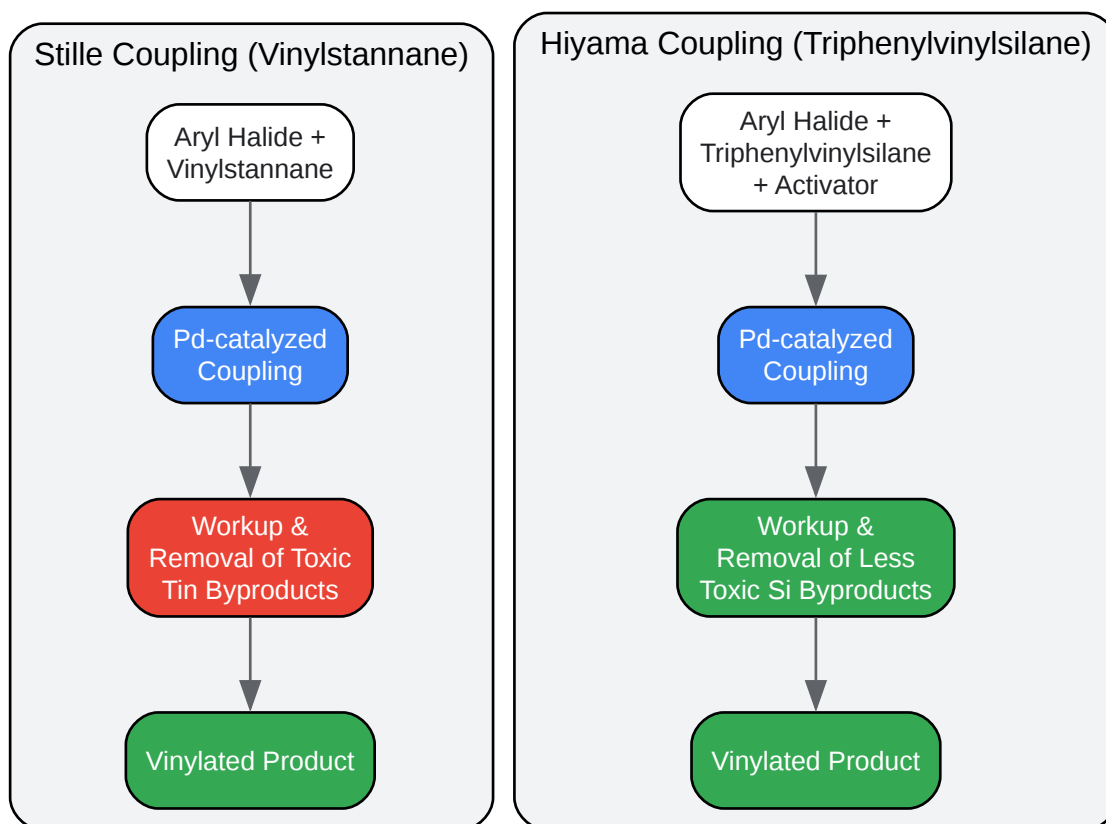 Stille Coupling (Vinylstannane)
Aryl Halide +
Vinylstannane
Pd-catalyzed
Coupling
Workup &
Removal of Toxic
Tin Byproducts
Vinylated Product
Hiyama Coupling (Triphenylvinylsilane)
Aryl Halide +
Triphenylvinylsilane
+ Activator
Pd-catalyzed
Coupling
Workup &
Removal of Less
Toxic Si Byproducts
Vinylated Product